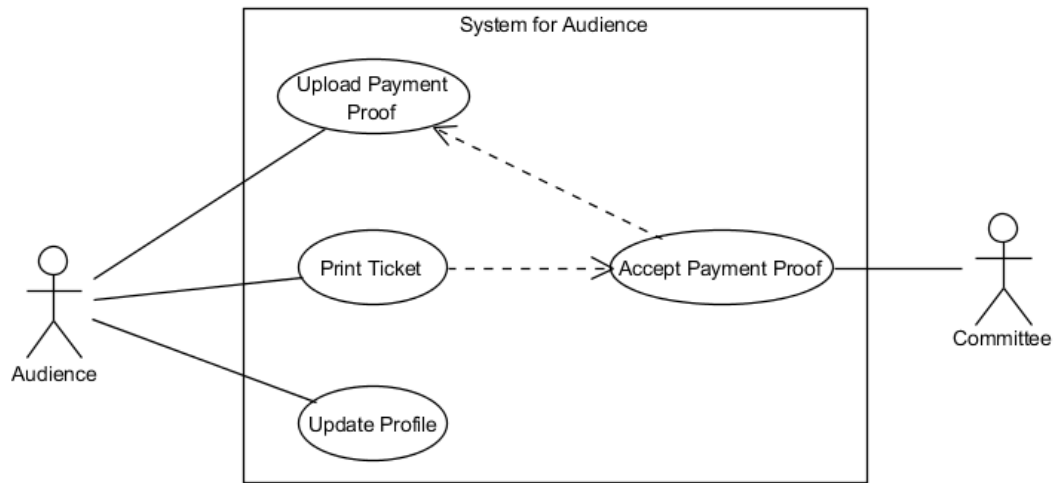 System for Audience
Upload Payment
Proof
Print Ticket
Accept Payment Proof
Update Profile
Audience
Committee